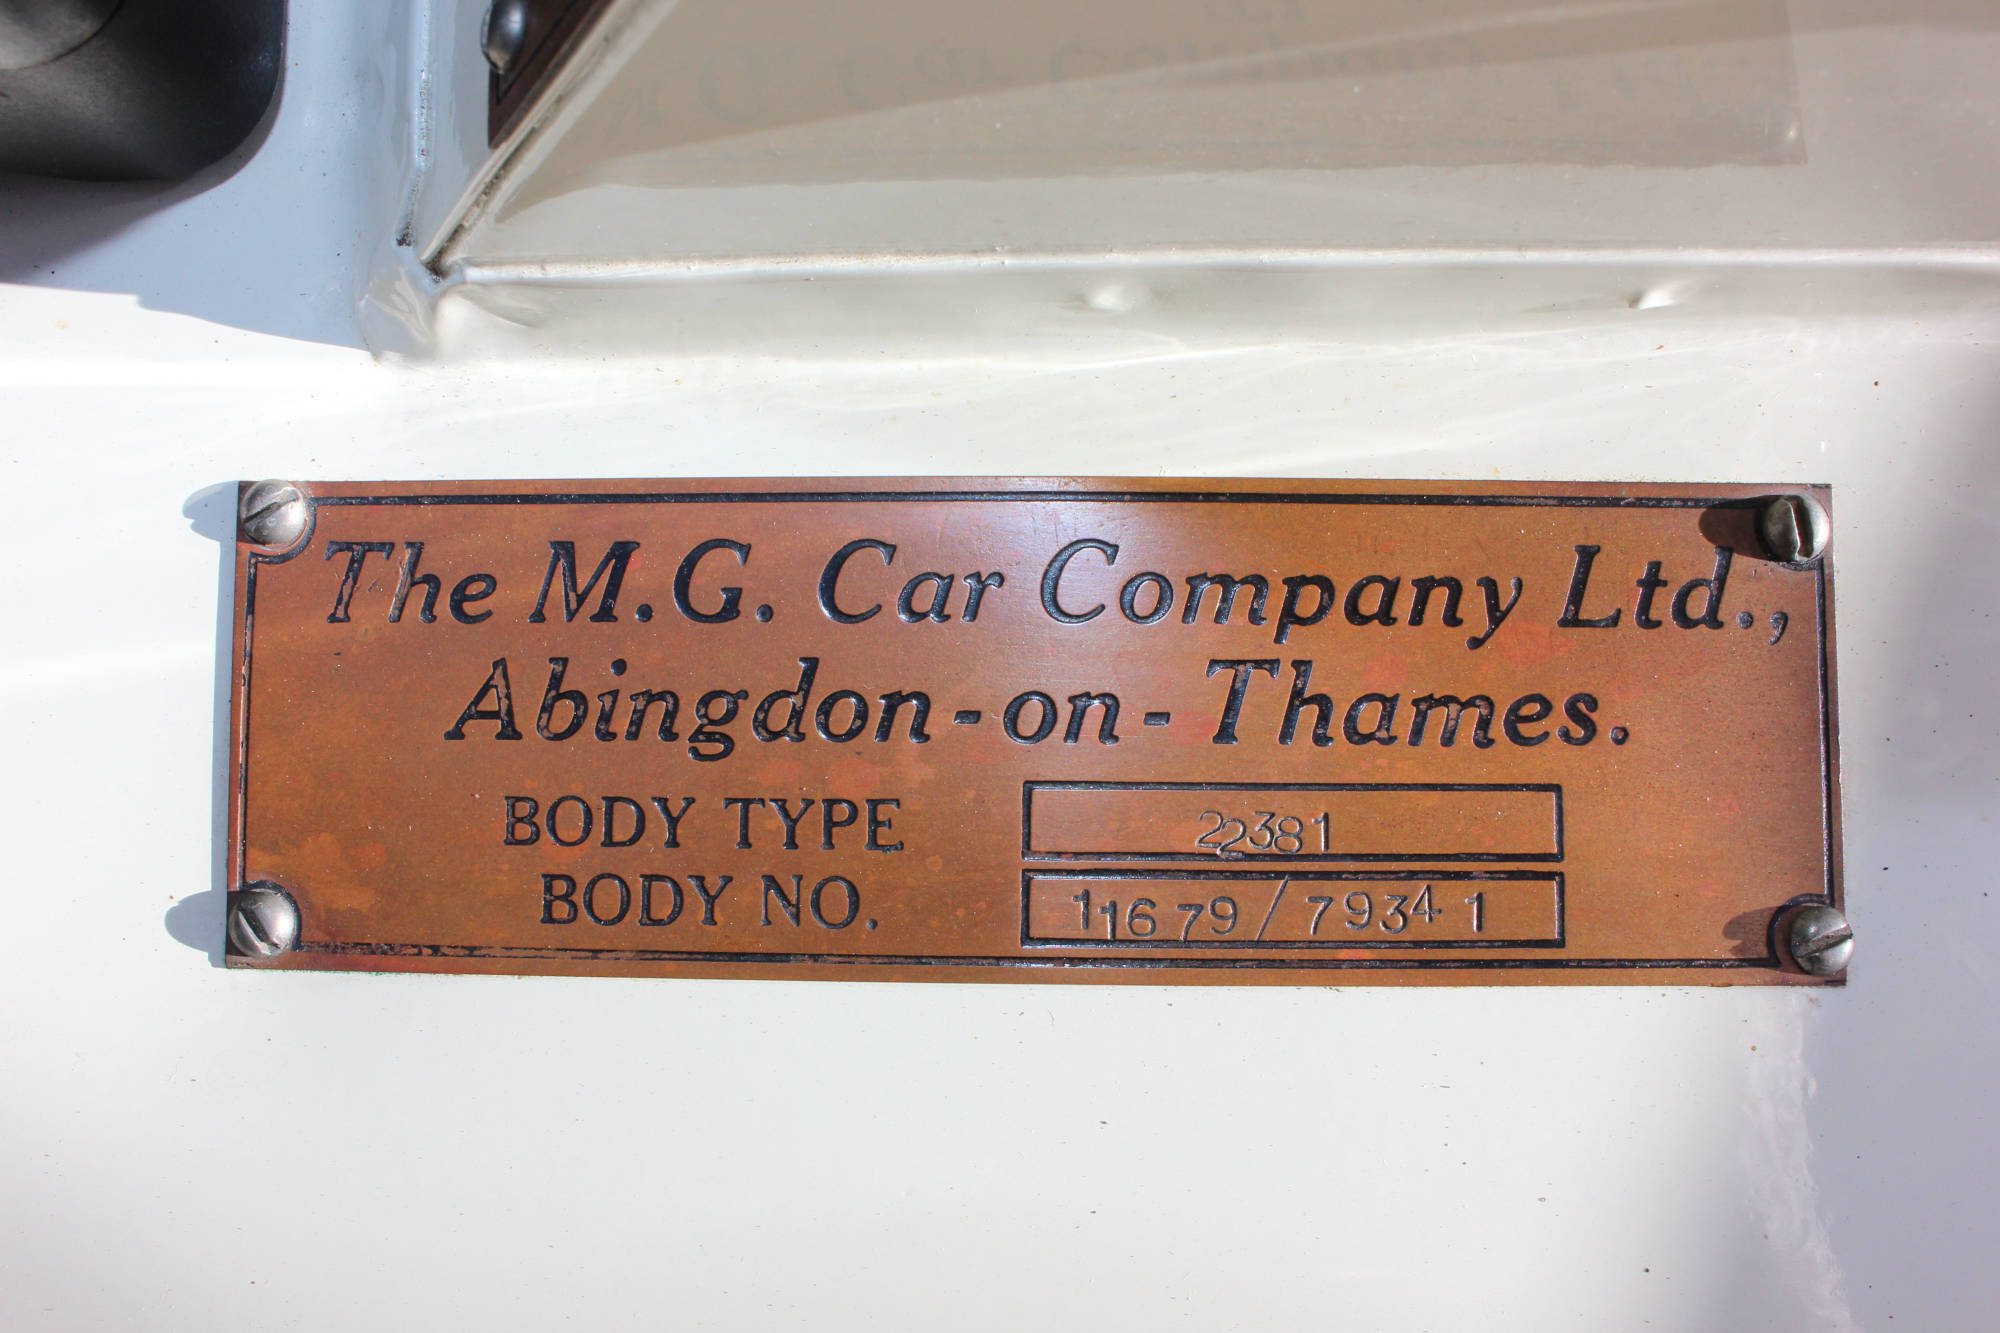 The M.G. Car Company Ltd.,
Abingdon-on-Thames.
BODY TYPE 22381
BODY NO. 11679/79341